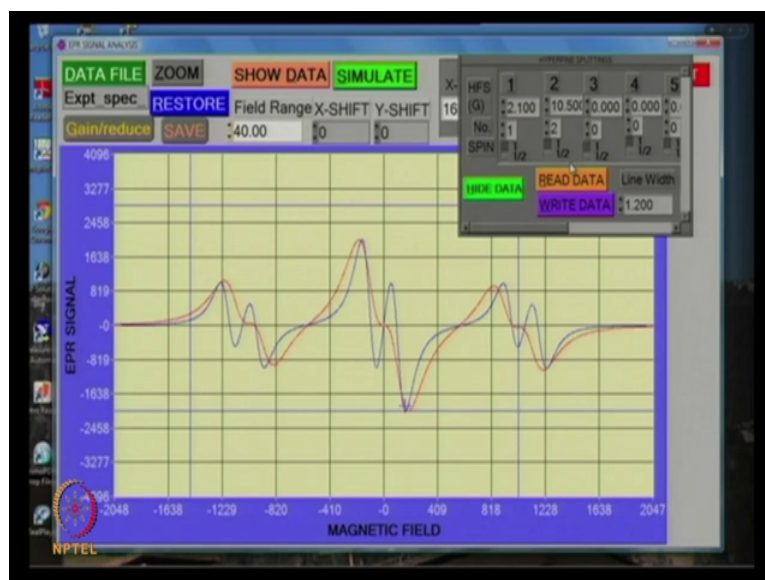 EPR SIGNAL ANALYSIS
DATA FILE ZOOM SHOW DATA SIMULATE
Expt_spec_ RESTORE Field Range X-SHIFT Y-SHIFT
Gain/reduce SAVE 40.00 0 0
X-
16
HYPERFINE SPLITTINGS
HFS 1 2 3 4 5
(G) 2.100 10.500 0.000 0.000 0.
No. 1 2 0 0 0
SPIN 1/2 1/2 1/2 1/2
HIDE DATA READ DATA Line Width
WRITE DATA 1.200
T
4096
3277
2458
1638
819
-0
-819
-1638
-2458
-3277
EPR SIGNAL
-2048 -1638 -1229 -820 -410 -0 409 818 1228 1638 2047
MAGNETIC FIELD
NPTEL